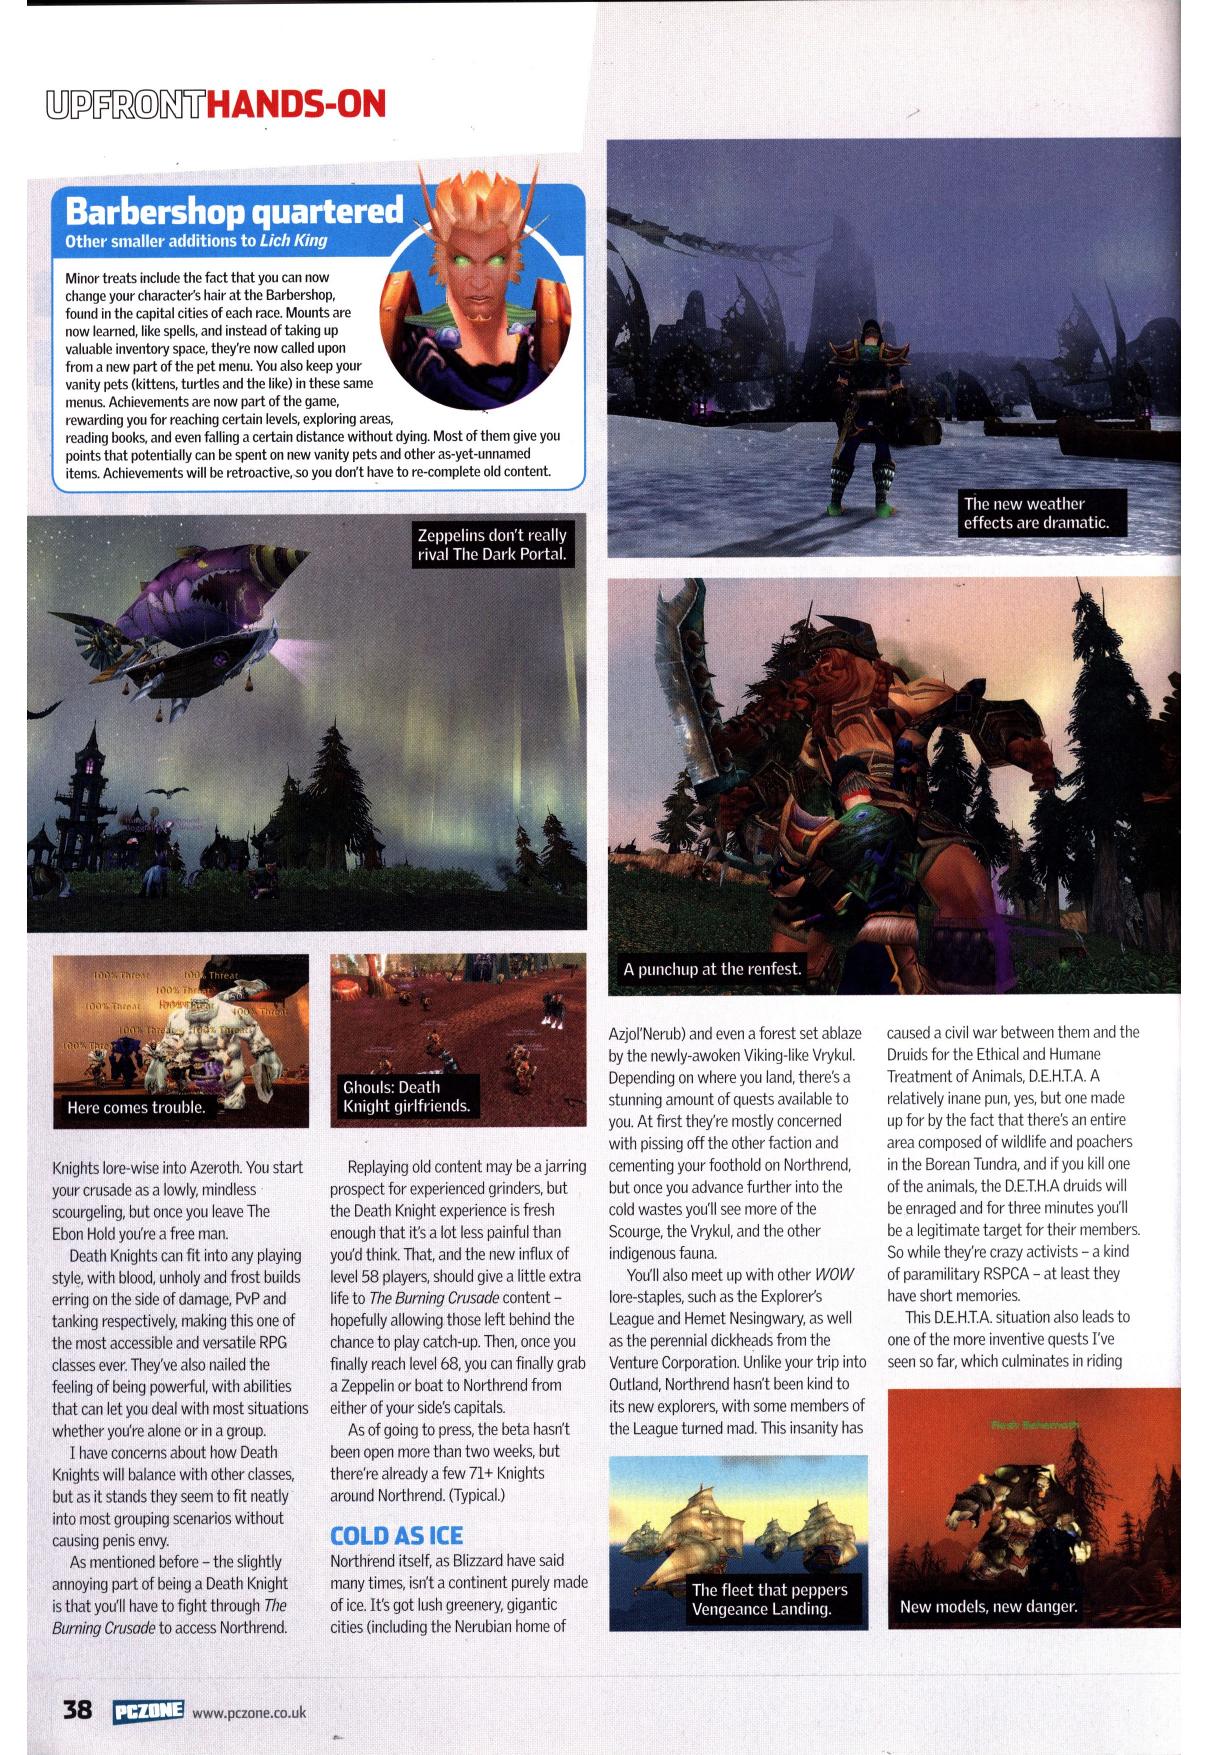 UPFRONTHANDS-ON
Barbershop quartered
Other smaller additions to Lich King
Minor treats include the fact that you can now
change your character's hair at the Barbershop,
found in the capital cities of each race. Mounts are
now learned, like spells, and instead of taking up
valuable inventory space, they're now called upon
from a new part of the pet menu. You also keep your
vanity pets (kittens, turtles and the like) in these same
menus. Achievements are now part of the game,
rewarding you for reaching certain levels, exploring areas,
reading books, and even falling a certain distance without dying. Most of them give you
points that potentially can be spent on new vanity pets and other as-yet-unnamed
items. Achievements will be retroactive, so you don't have to re-complete old content.
The new weather
effects are dramatic.
Zeppelins don't really
rival The Dark Portal.
A punchup at the renfest.
100% Threat
100% Threat
100% Threat
100% Threat
100% Threat
100% Threat
Here comes trouble.
Ghouls: Death
Knight girlfriends.
Knights lore-wise into Azeroth. You start
your crusade as a lowly, mindless
scourgeling, but once you leave The
Ebon Hold you're a free man.
Death Knights can fit into any playing
style, with blood, unholy and frost builds
erring on the side of damage, PvP and
tanking respectively, making this one of
the most accessible and versatile RPG
classes ever. They've also nailed the
feeling of being powerful, with abilities
that can let you deal with most situations
whether you're alone or in a group.
I have concerns about how Death
Knights will balance with other classes,
but as it stands they seem to fit neatly
into most grouping scenarios without
causing penis envy.
As mentioned before – the slightly
annoying part of being a Death Knight
is that you'll have to fight through The
Burning Crusade to access Northrend.
Replaying old content may be a jarring
prospect for experienced grinders, but
the Death Knight experience is fresh
enough that it's a lot less painful than
you'd think. That, and the new influx of
level 58 players, should give a little extra
life to The Burning Crusade content –
hopefully allowing those left behind the
chance to play catch-up. Then, once you
finally reach level 68, you can finally grab
a Zeppelin or boat to Northrend from
either of your side's capitals.
As of going to press, the beta hasn't
been open more than two weeks, but
there're already a few 71+ Knights
around Northrend. (Typical.)
COLD AS ICE
Northrend itself, as Blizzard have said
many times, isn't a continent purely made
of ice. It's got lush greenery, gigantic
cities (including the Nerubian home of
Azjol'Nerub) and even a forest set ablaze
by the newly-awoken Viking-like Vrykul.
Depending on where you land, there's a
stunning amount of quests available to
you. At first they're mostly concerned
with pissing off the other faction and
cementing your foothold on Northrend,
but once you advance further into the
cold wastes you'll see more of the
Scourge, the Vrykul, and the other
indigenous fauna.
You'll also meet up with other WOW
lore-staples, such as the Explorer's
League and Hemet Nesingwary, as well
as the perennial dickheads from the
Venture Corporation. Unlike your trip into
Outland, Northrend hasn't been kind to
its new explorers, with some members of
the League turned mad. This insanity has
caused a civil war between them and the
Druids for the Ethical and Humane
Treatment of Animals, D.E.H.T.A. A
relatively inane pun, yes, but one made
up for by the fact that there's an entire
area composed of wildlife and poachers
in the Borean Tundra, and if you kill one
of the animals, the D.E.T.H.A druids will
be enraged and for three minutes you'll
be a legitimate target for their members.
So while they're crazy activists – a kind
of paramilitary RSPCA – at least they
have short memories.
This D.E.H.T.A. situation also leads to
one of the more inventive quests I've
seen so far, which culminates in riding
The fleet that peppers
Vengeance Landing.
Flesh Behemoth
New models, new danger.
38 PCZONE www.pczone.co.uk